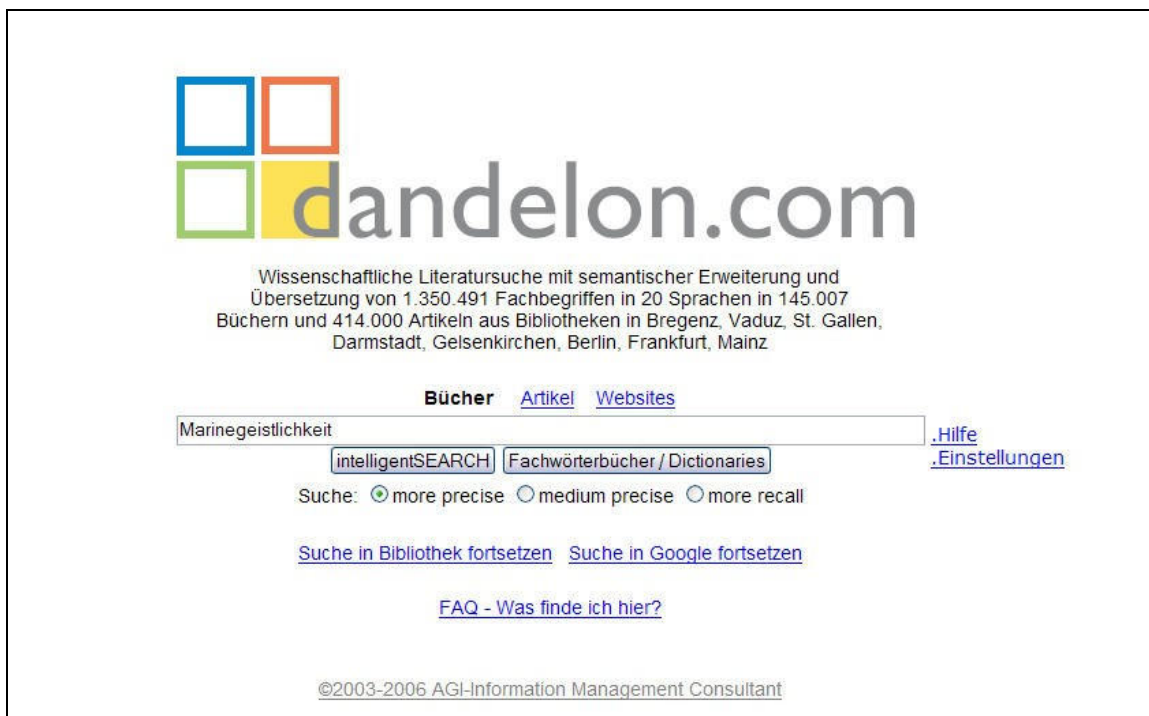 dandelon.com
Wissenschaftliche Literatursuche mit semantischer Erweiterung und
Übersetzung von 1.350.491 Fachbegriffen in 20 Sprachen in 145.007
Büchern und 414.000 Artikeln aus Bibliotheken in Bregenz, Vaduz, St. Gallen,
Darmstadt, Gelsenkirchen, Berlin, Frankfurt, Mainz
Bücher Artikel Websites
Marinegeistlichkeit .Hilfe
intelligentSEARCH Fachwörterbücher / Dictionaries .Einstellungen
Suche: more precise medium precise more recall
Suche in Bibliothek fortsetzen Suche in Google fortsetzen
FAQ - Was finde ich hier?
©2003-2006 AGI-Information Management Consultant